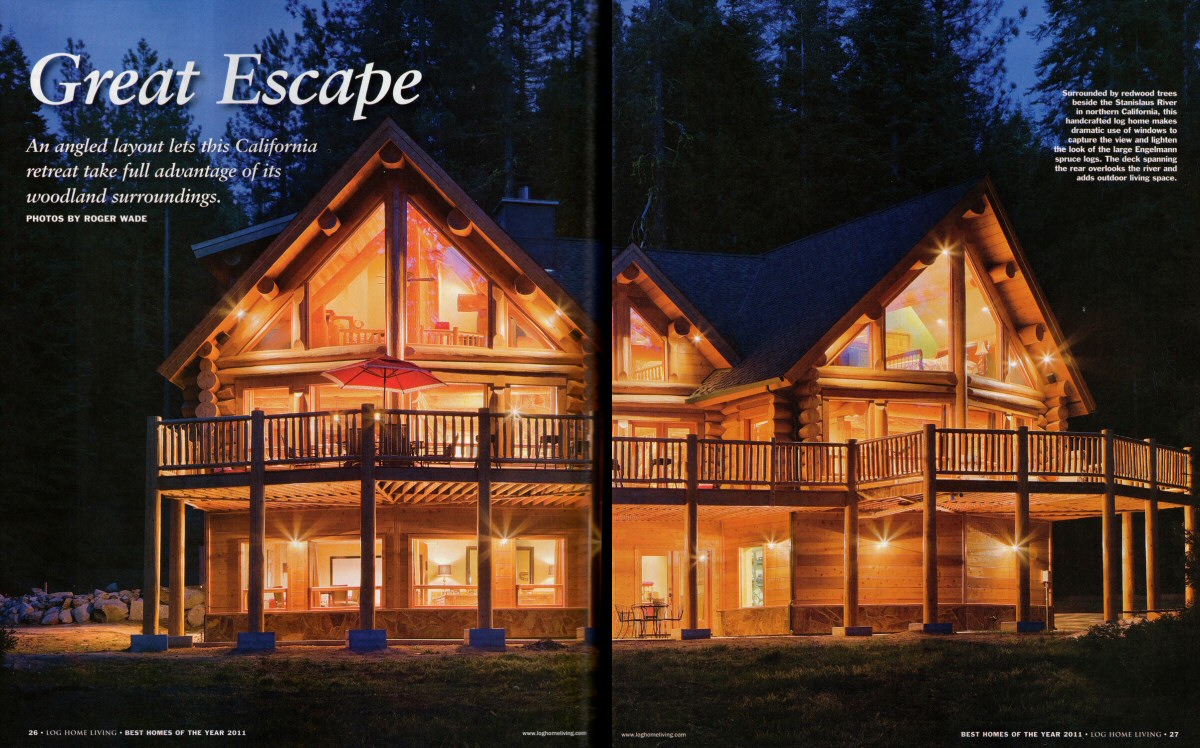 Great Escape
An angled layout lets this California
retreat take full advantage of its
woodland surroundings.
PHOTOS BY ROGER WADE
Surrounded by redwood trees
beside the Stanislaus River
in northern California, this
handcrafted log home makes
dramatic use of windows to
capture the view and lighten
the look of the large Engelmann
spruce logs. The deck spanning
the rear overlooks the river and
adds outdoor living space.
26 • LOG HOME LIVING • BEST HOMES OF THE YEAR 2011
www.loghomeliving.com
www.loghomeliving.com
BEST HOMES OF THE YEAR 2011 • LOG HOME LIVING • 27